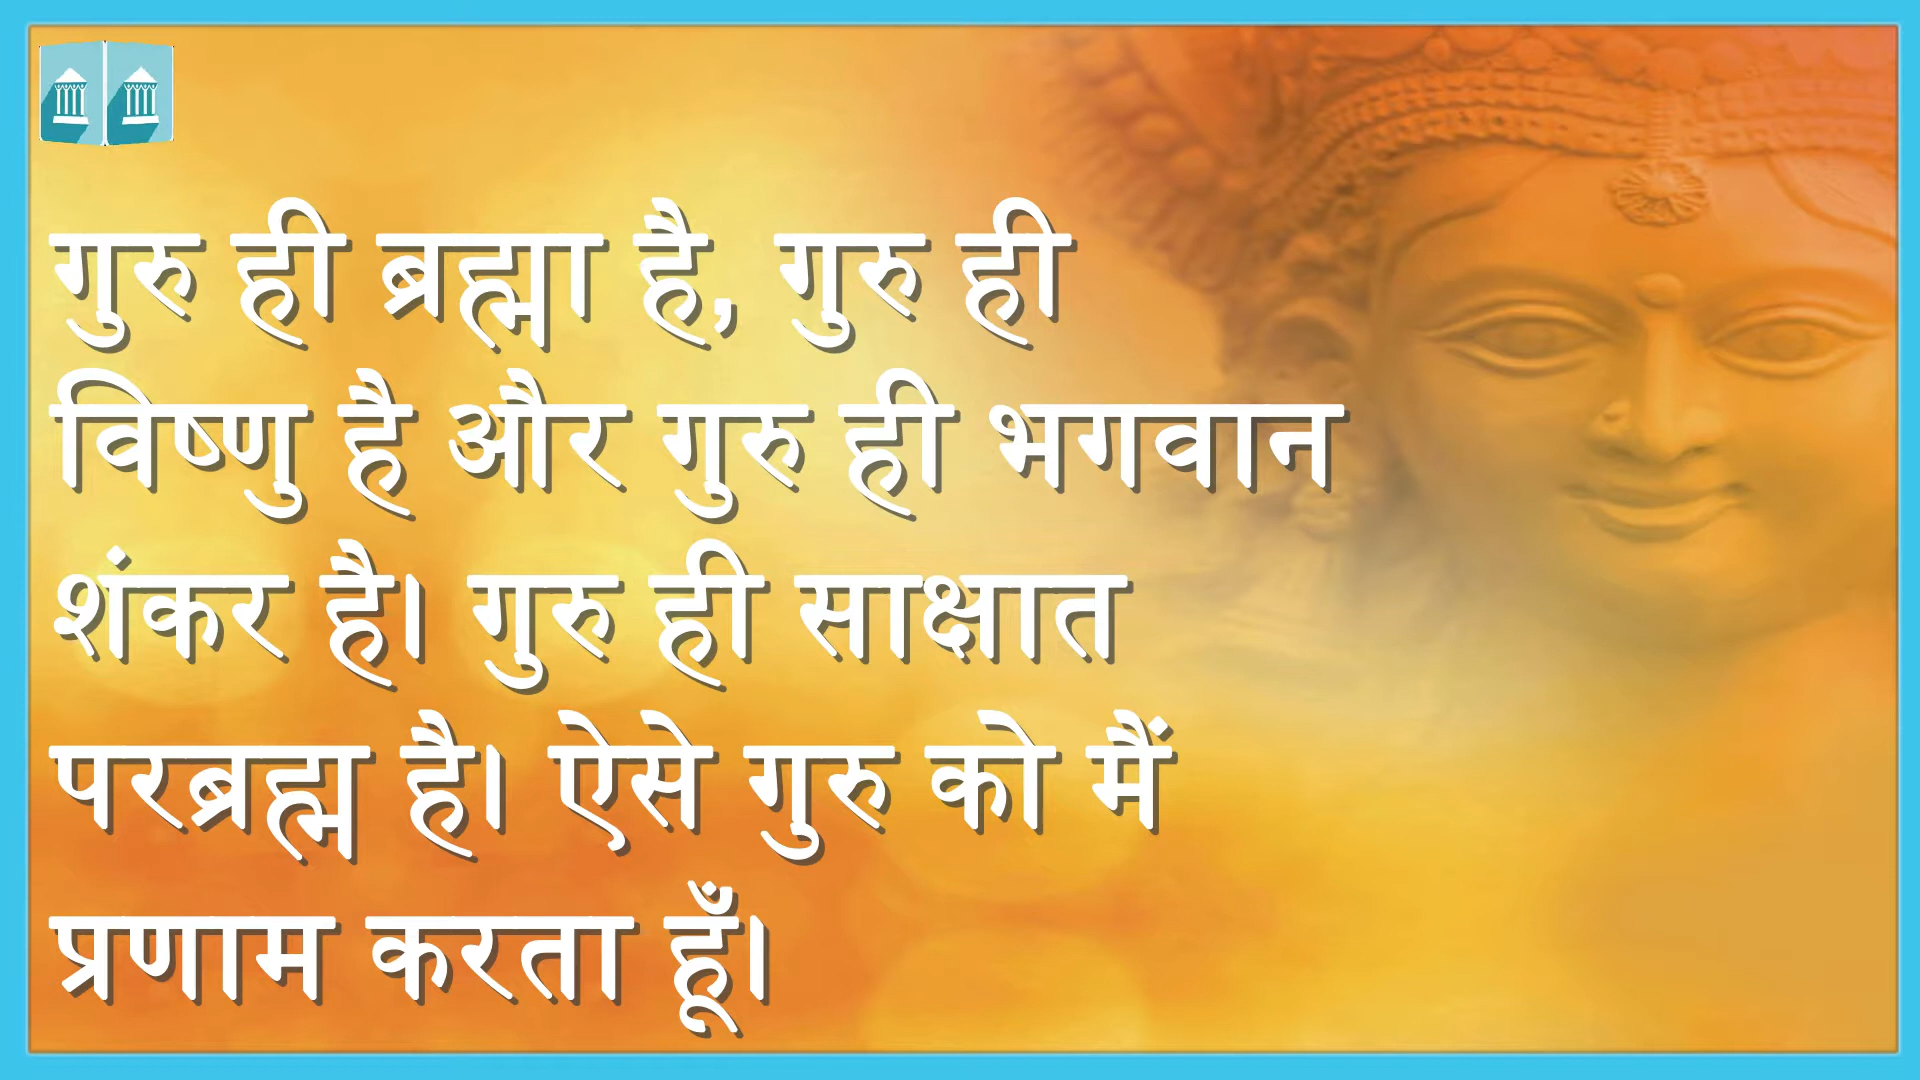 गुरु ही ब्रह्मा है, गुरु ही
विष्णु है और गुरु ही भगवान
शंकर है। गुरु ही साक्षात
परब्रह्म है। ऐसे गुरु को मैं
प्रणाम करता हूँ।